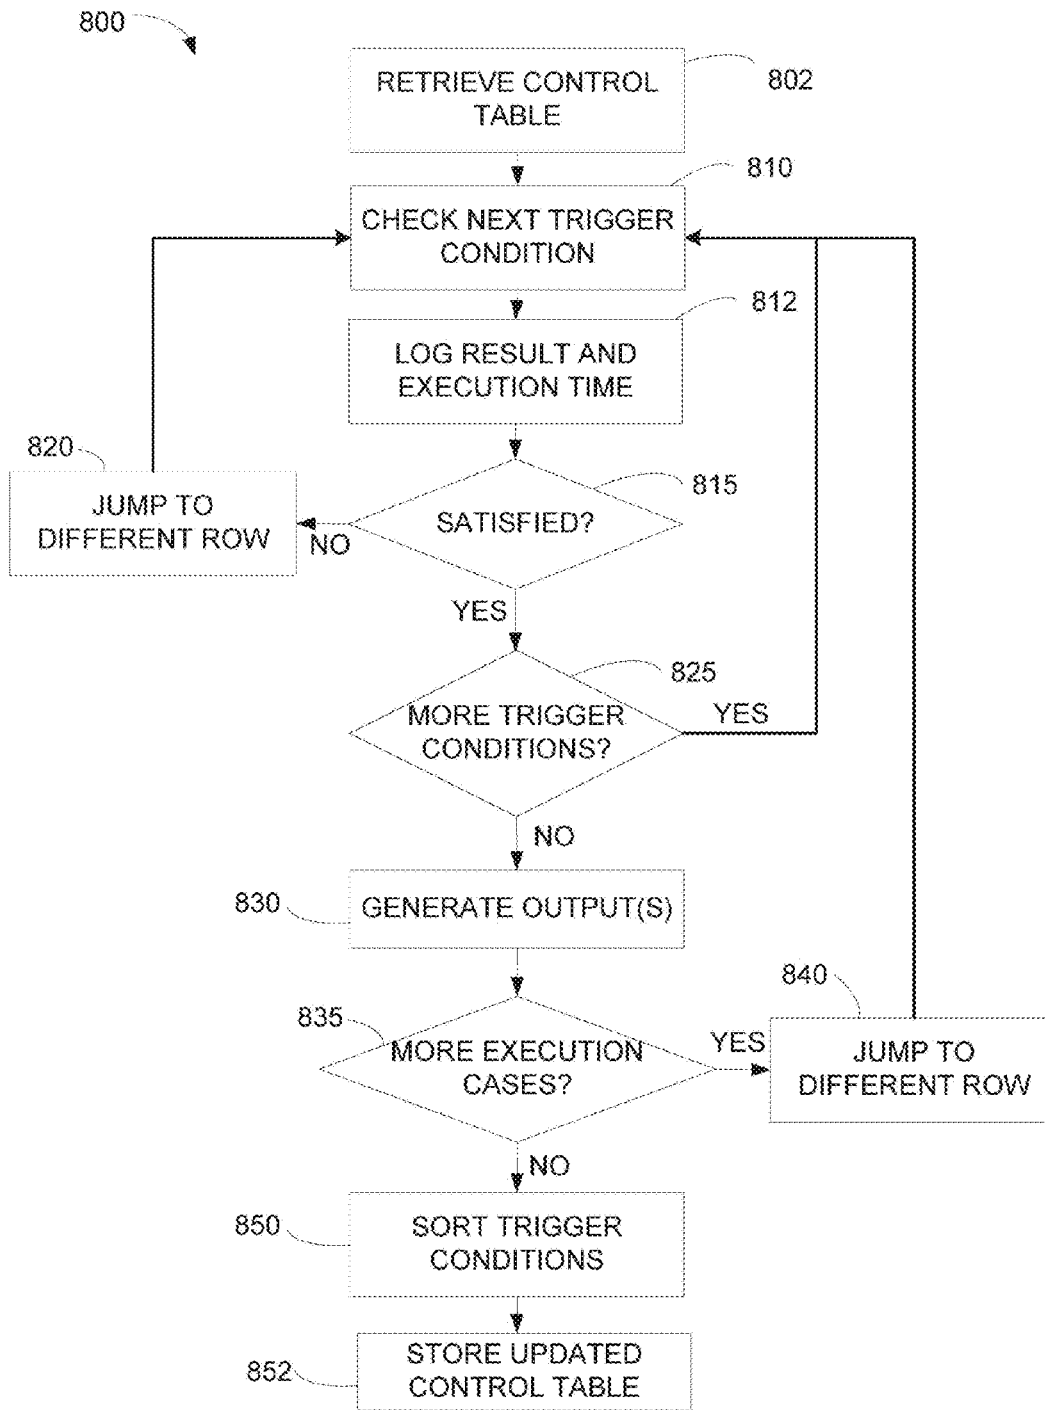 800
RETRIEVE CONTROL
TABLE
802
810
CHECK NEXT TRIGGER
CONDITION
812
LOG RESULT AND
EXECUTION TIME
820
JUMP TO
DIFFERENT ROW
815
SATISFIED?
NO
YES
825
MORE TRIGGER
CONDITIONS?
YES
NO
830
GENERATE OUTPUT(S)
835
MORE EXECUTION
CASES?
YES
840
JUMP TO
DIFFERENT ROW
NO
850
SORT TRIGGER
CONDITIONS
852
STORE UPDATED
CONTROL TABLE